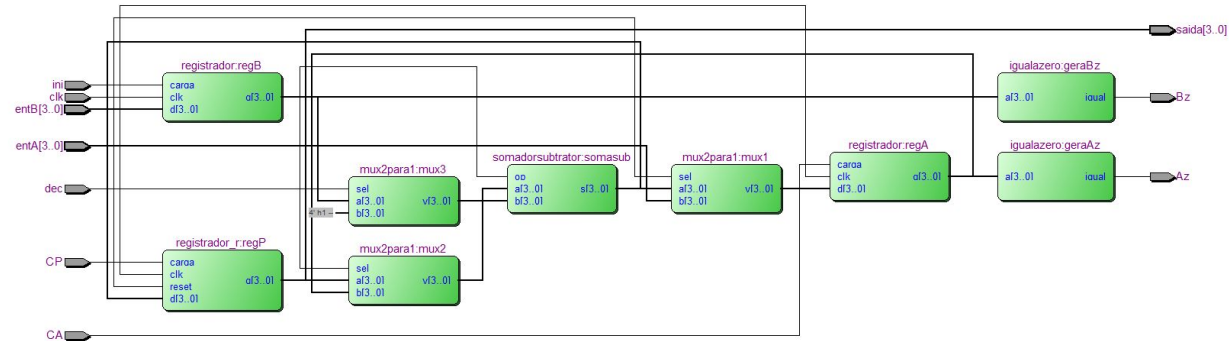 saida[3..0]
registrador:regB
igualazero:geraBz
ini
carga
clk
clk
q[3..0]
a[3..0]
igual
Bz
entB[3..0]
d[3..0]
entA[3..0]
mux2para1:mux3
somadorsubtrator:somasub
mux2para1:mux1
registrador:regA
igualazero:geraAz
op
carga
sel
sel
clk
q[3..0]
a[3..0]
igual
Az
dec
a[3..0]
s[3..0]
a[3..0]
v[3..0]
d[3..0]
a[3..0]
v[3..0]
b[3..0]
b[3..0]
4' h1 --
b[3..0]
registrador_r:regP
mux2para1:mux2
CP
carga
sel
clk
q[3..0]
a[3..0]
v[3..0]
reset
b[3..0]
d[3..0]
CA